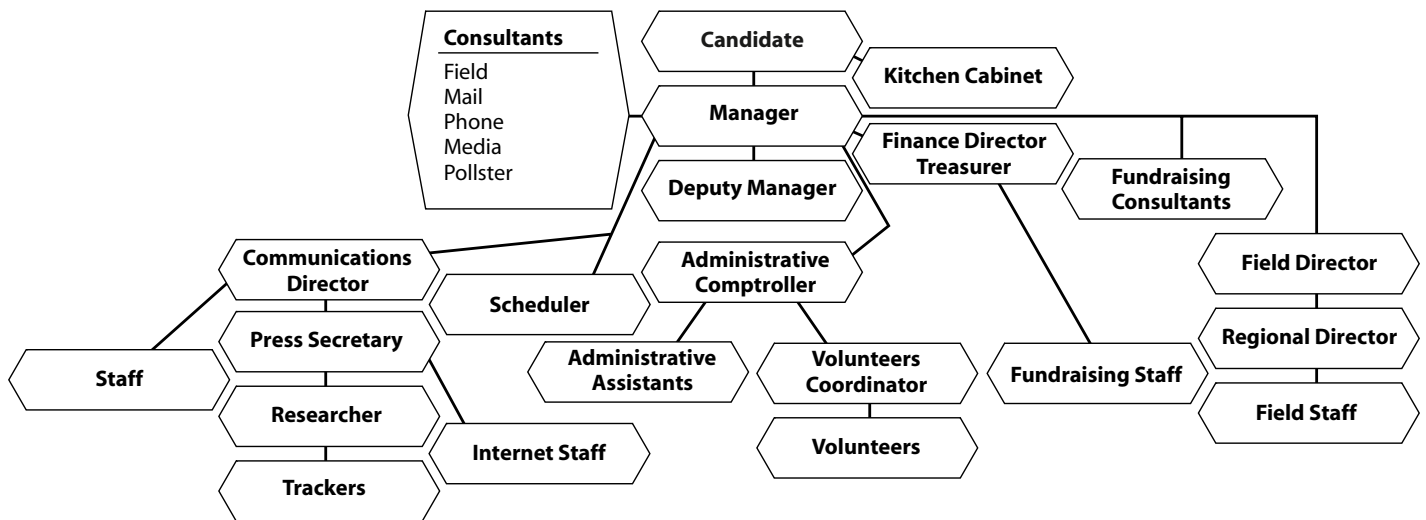 Consultants
Field
Mail
Phone
Media
Pollster
Candidate
Kitchen Cabinet
Manager
Finance Director
Treasurer
Deputy Manager
Fundraising
Consultants
Communications
Director
Scheduler
Administrative
Comptroller
Field Director
Press Secretary
Regional Director
Staff
Administrative
Assistants
Volunteers
Coordinator
Fundraising Staff
Researcher
Field Staff
Internet Staff
Volunteers
Trackers